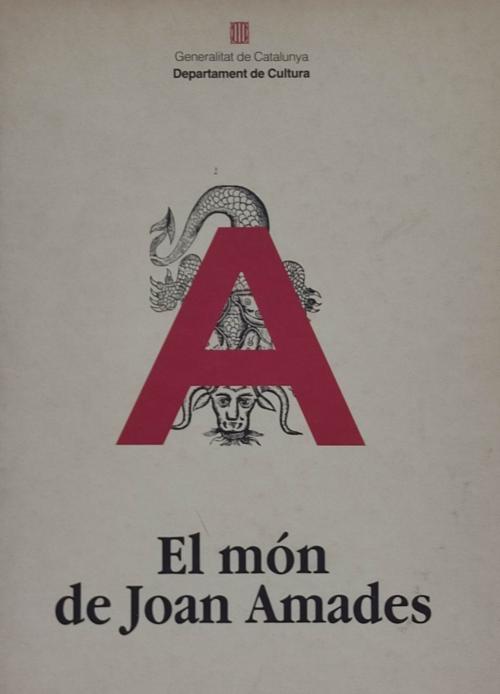 Generalitat de Catalunya
Departament de Cultura
A
El món
de Joan Amades